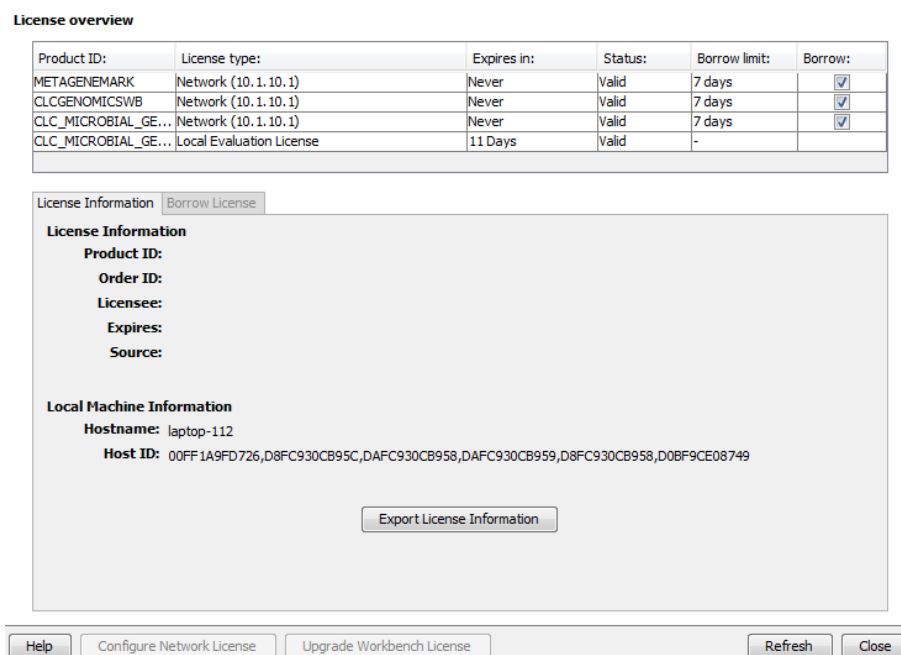 License overview
Product ID: License type: Expires in: Status: Borrow limit: Borrow:
METAGENEMARK Network (10.1.10.1) Never Valid 7 days
CLCGENOMICSWB Network (10.1.10.1) Never Valid 7 days
CLC_MICROBIAL_GE... Network (10.1.10.1) Never Valid 7 days
CLC_MICROBIAL_GE... Local Evaluation License 11 Days Valid -
License Information Borrow License
License Information
Product ID:
Order ID:
Licensee:
Expires:
Source:
Local Machine Information
Hostname: laptop-112
Host ID: 00FF1A9FD726,D8FC930CB95C,DAFC930CB958,DAFC930CB959,D8FC930CB958,D0BF9CE08749
Export License Information
Help Configure Network License Upgrade Workbench License Refresh Close